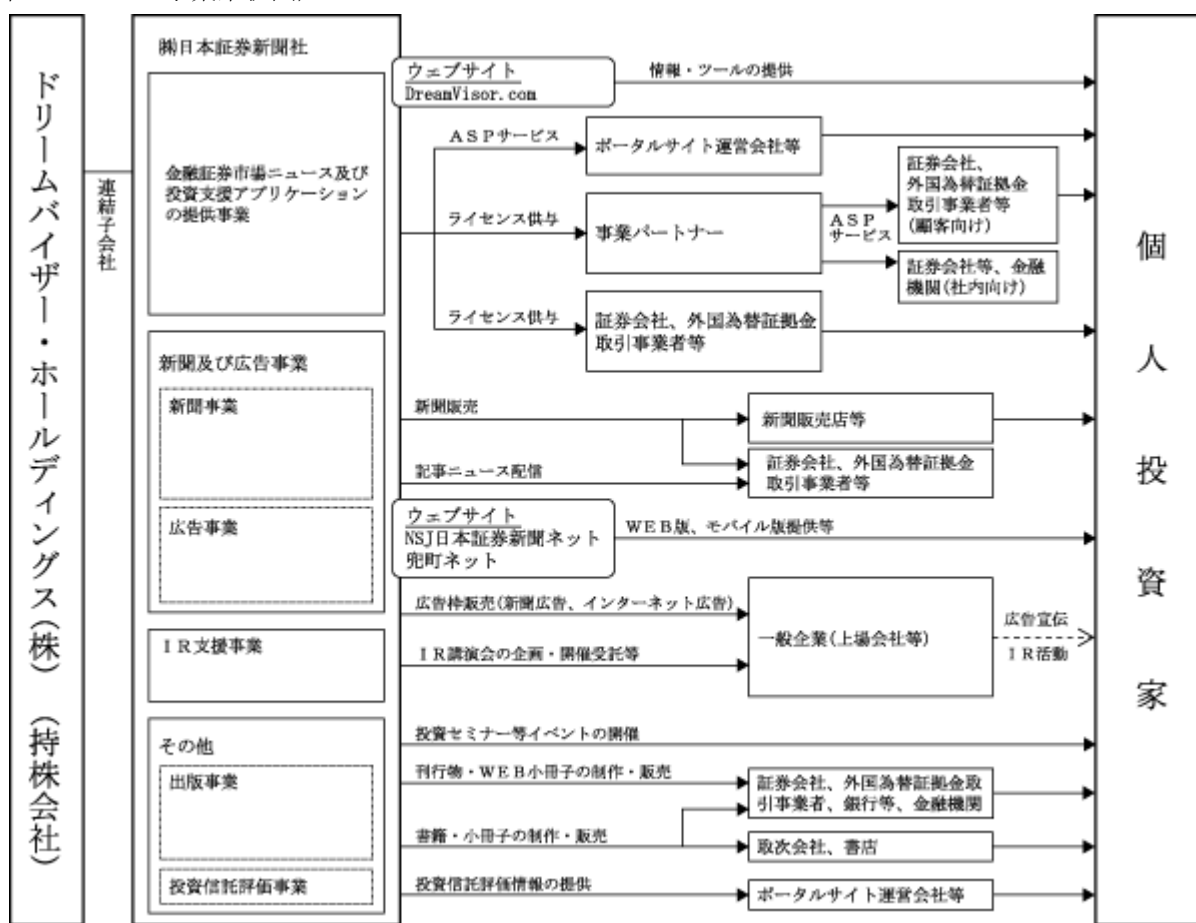 ドリームバイザー・ホールディングス(株)(持株会社)
連結子会社
㈱日本証券新聞社
金融証券市場ニュース及び
投資支援アプリケーション
の提供事業
新聞及び広告事業
新聞事業
広告事業
ＩＲ支援事業
その他
出版事業
投資信託評価事業
ウェブサイト
DreamVisor.com
情報・ツールの提供
ＡＳＰサービス
ポータルサイト運営会社等
ライセンス供与
事業パートナー
ＡＳＰ
サービス
証券会社、
外国為替証拠金
取引事業者等
(顧客向け)
証券会社等、金融
機関(社内向け)
ライセンス供与
証券会社、外国為替証拠金
取引事業者等
新聞販売
新聞販売店等
記事ニュース配信
証券会社、外国為替証拠金
取引事業者等
ウェブサイト
NSJ日本証券新聞ネット
兜町ネット
ＷＥＢ版、モバイル版提供等
広告枠販売(新聞広告、インターネット広告)
ＩＲ講演会の企画・開催受託等
一般企業(上場会社等)
広告宣伝
ＩＲ活動
投資セミナー等イベントの開催
刊行物・ＷＥＢ小冊子の制作・販売
証券会社、外国為替証拠金取
引事業者、銀行等、金融機関
書籍・小冊子の制作・販売
取次会社、書店
投資信託評価情報の提供
ポータルサイト運営会社等
個人投資家